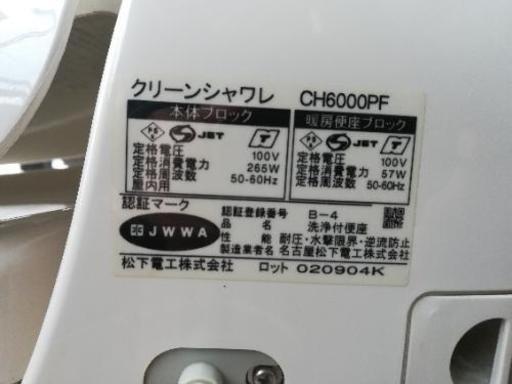 クリーンシャワレ CH6000PF
本体ブロック
PSE JET T
定格電圧 100V
定格消費電力 265W
定格周波数 50-60Hz
屋内用
暖房便座ブロック
PSE JET T
定格電圧 100V
定格消費電力 57W
定格周波数 50-60Hz
認証マーク
JWWA
認証登録番号 B-4
品名 洗浄付便座
性能 耐圧・水撃限界・逆流防止
製造業者名 名古屋松下電工株式会社
松下電工株式会社 ロット 020904K